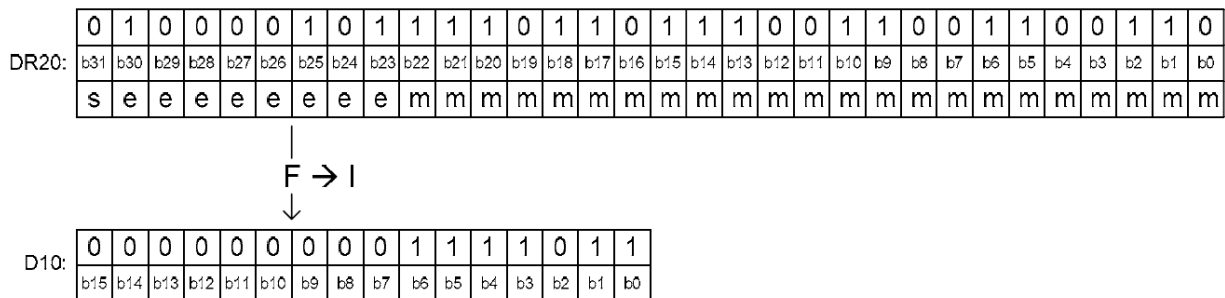 0 1 0 0 0 0 1 0 1 1 1 1 0 1 1 0 1 1 1 0 0 1 1 0 0 1 1 0 0 1 1 0
DR20: b31 b30 b29 b28 b27 b26 b25 b24 b23 b22 b21 b20 b19 b18 b17 b16 b15 b14 b13 b12 b11 b10 b9 b8 b7 b6 b5 b4 b3 b2 b1 b0
s e e e e e e e e m m m m m m m m m m m m m m m m m m m m m m m
F → I
0 0 0 0 0 0 0 0 0 1 1 1 1 0 1 1
D10: b15 b14 b13 b12 b11 b10 b9 b8 b7 b6 b5 b4 b3 b2 b1 b0